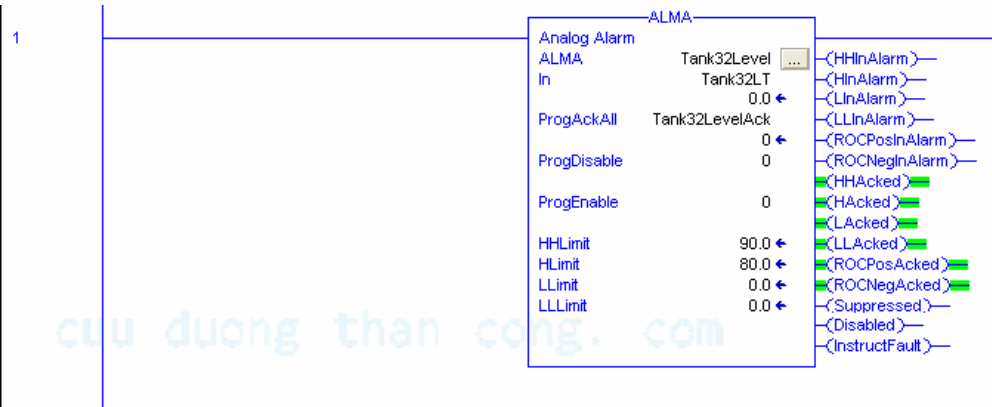 ALMA
1
Analog Alarm
ALMA Tank32Level ... (HHInAlarm)
In Tank32LT (HInAlarm)
0.0 (LInAlarm)
ProgAckAll Tank32LevelAck (LLInAlarm)
0 (ROCPosInAlarm)
ProgDisable 0 (ROCNegInAlarm)
(HHAcked)
ProgEnable 0 (HAcked)
(LAcked)
HHLimit 90.0 (LLAcked)
HLimit 80.0 (ROCPosAcked)
LLimit 0.0 (ROCNegAcked)
LLLimit 0.0 (Suppressed)
cuu duong than cong. com
(Disabled)
(InstructFault)